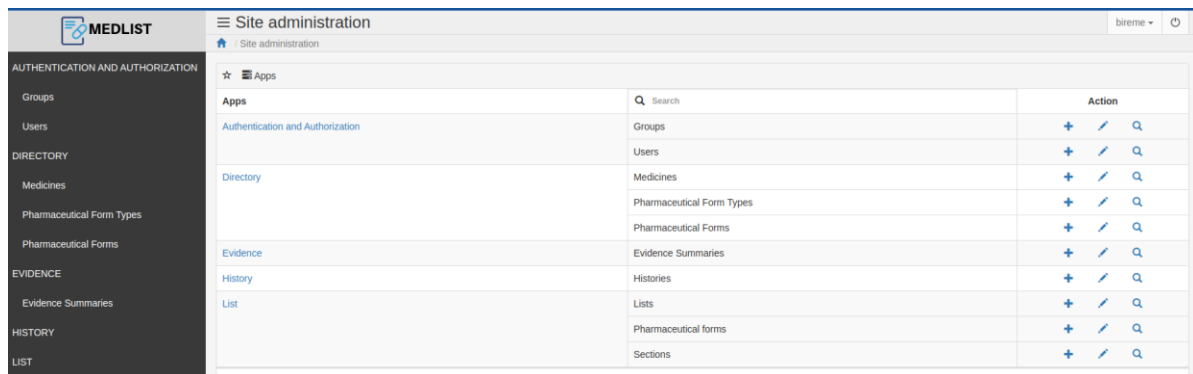 MEDLIST
Site administration
bireme
/ Site administration
AUTHENTICATION AND AUTHORIZATION
Groups
Users
DIRECTORY
Medicines
Pharmaceutical Form Types
Pharmaceutical Forms
EVIDENCE
Evidence Summaries
HISTORY
LIST
Apps
Apps
Search
Action
Authentication and Authorization
Groups
Users
Directory
Medicines
Pharmaceutical Form Types
Pharmaceutical Forms
Evidence
Evidence Summaries
History
Histories
List
Lists
Pharmaceutical forms
Sections